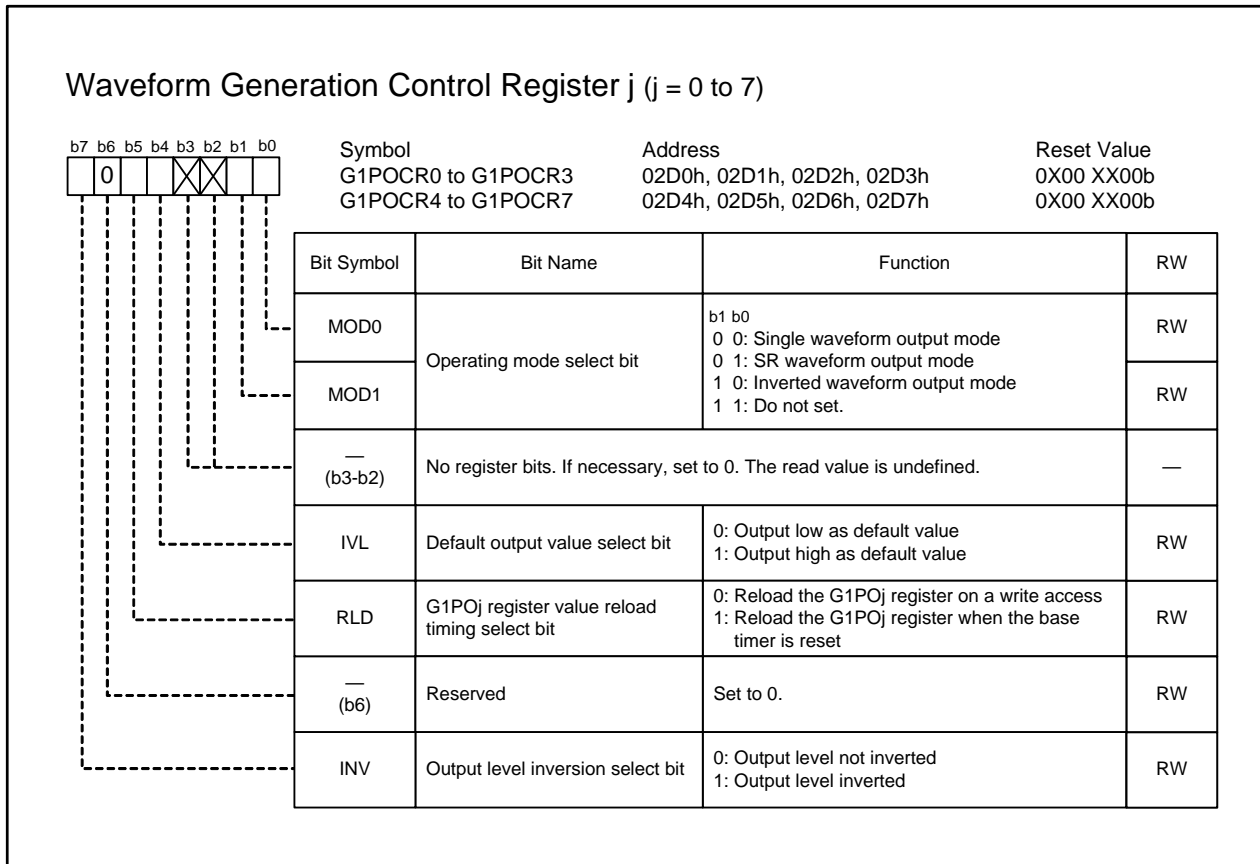 Waveform Generation Control Register j (j = 0 to 7)
b7 b6 b5 b4 b3 b2 b1 b0
0
Symbol Address Reset Value
G1POCR0 to G1POCR3 02D0h, 02D1h, 02D2h, 02D3h 0X00 XX00b
G1POCR4 to G1POCR7 02D4h, 02D5h, 02D6h, 02D7h 0X00 XX00b
Bit Symbol Bit Name Function RW
MOD0 RW
MOD1 RW
Operating mode select bit
b1 b0
0 0: Single waveform output mode
0 1: SR waveform output mode
1 0: Inverted waveform output mode
1 1: Do not set.
—
(b3-b2)
No register bits. If necessary, set to 0. The read value is undefined. —
IVL Default output value select bit
0: Output low as default value
1: Output high as default value
RW
RLD
G1POj register value reload
timing select bit
0: Reload the G1POj register on a write access
1: Reload the G1POj register when the base
timer is reset
RW
—
(b6)
Reserved Set to 0. RW
INV Output level inversion select bit
0: Output level not inverted
1: Output level inverted
RW